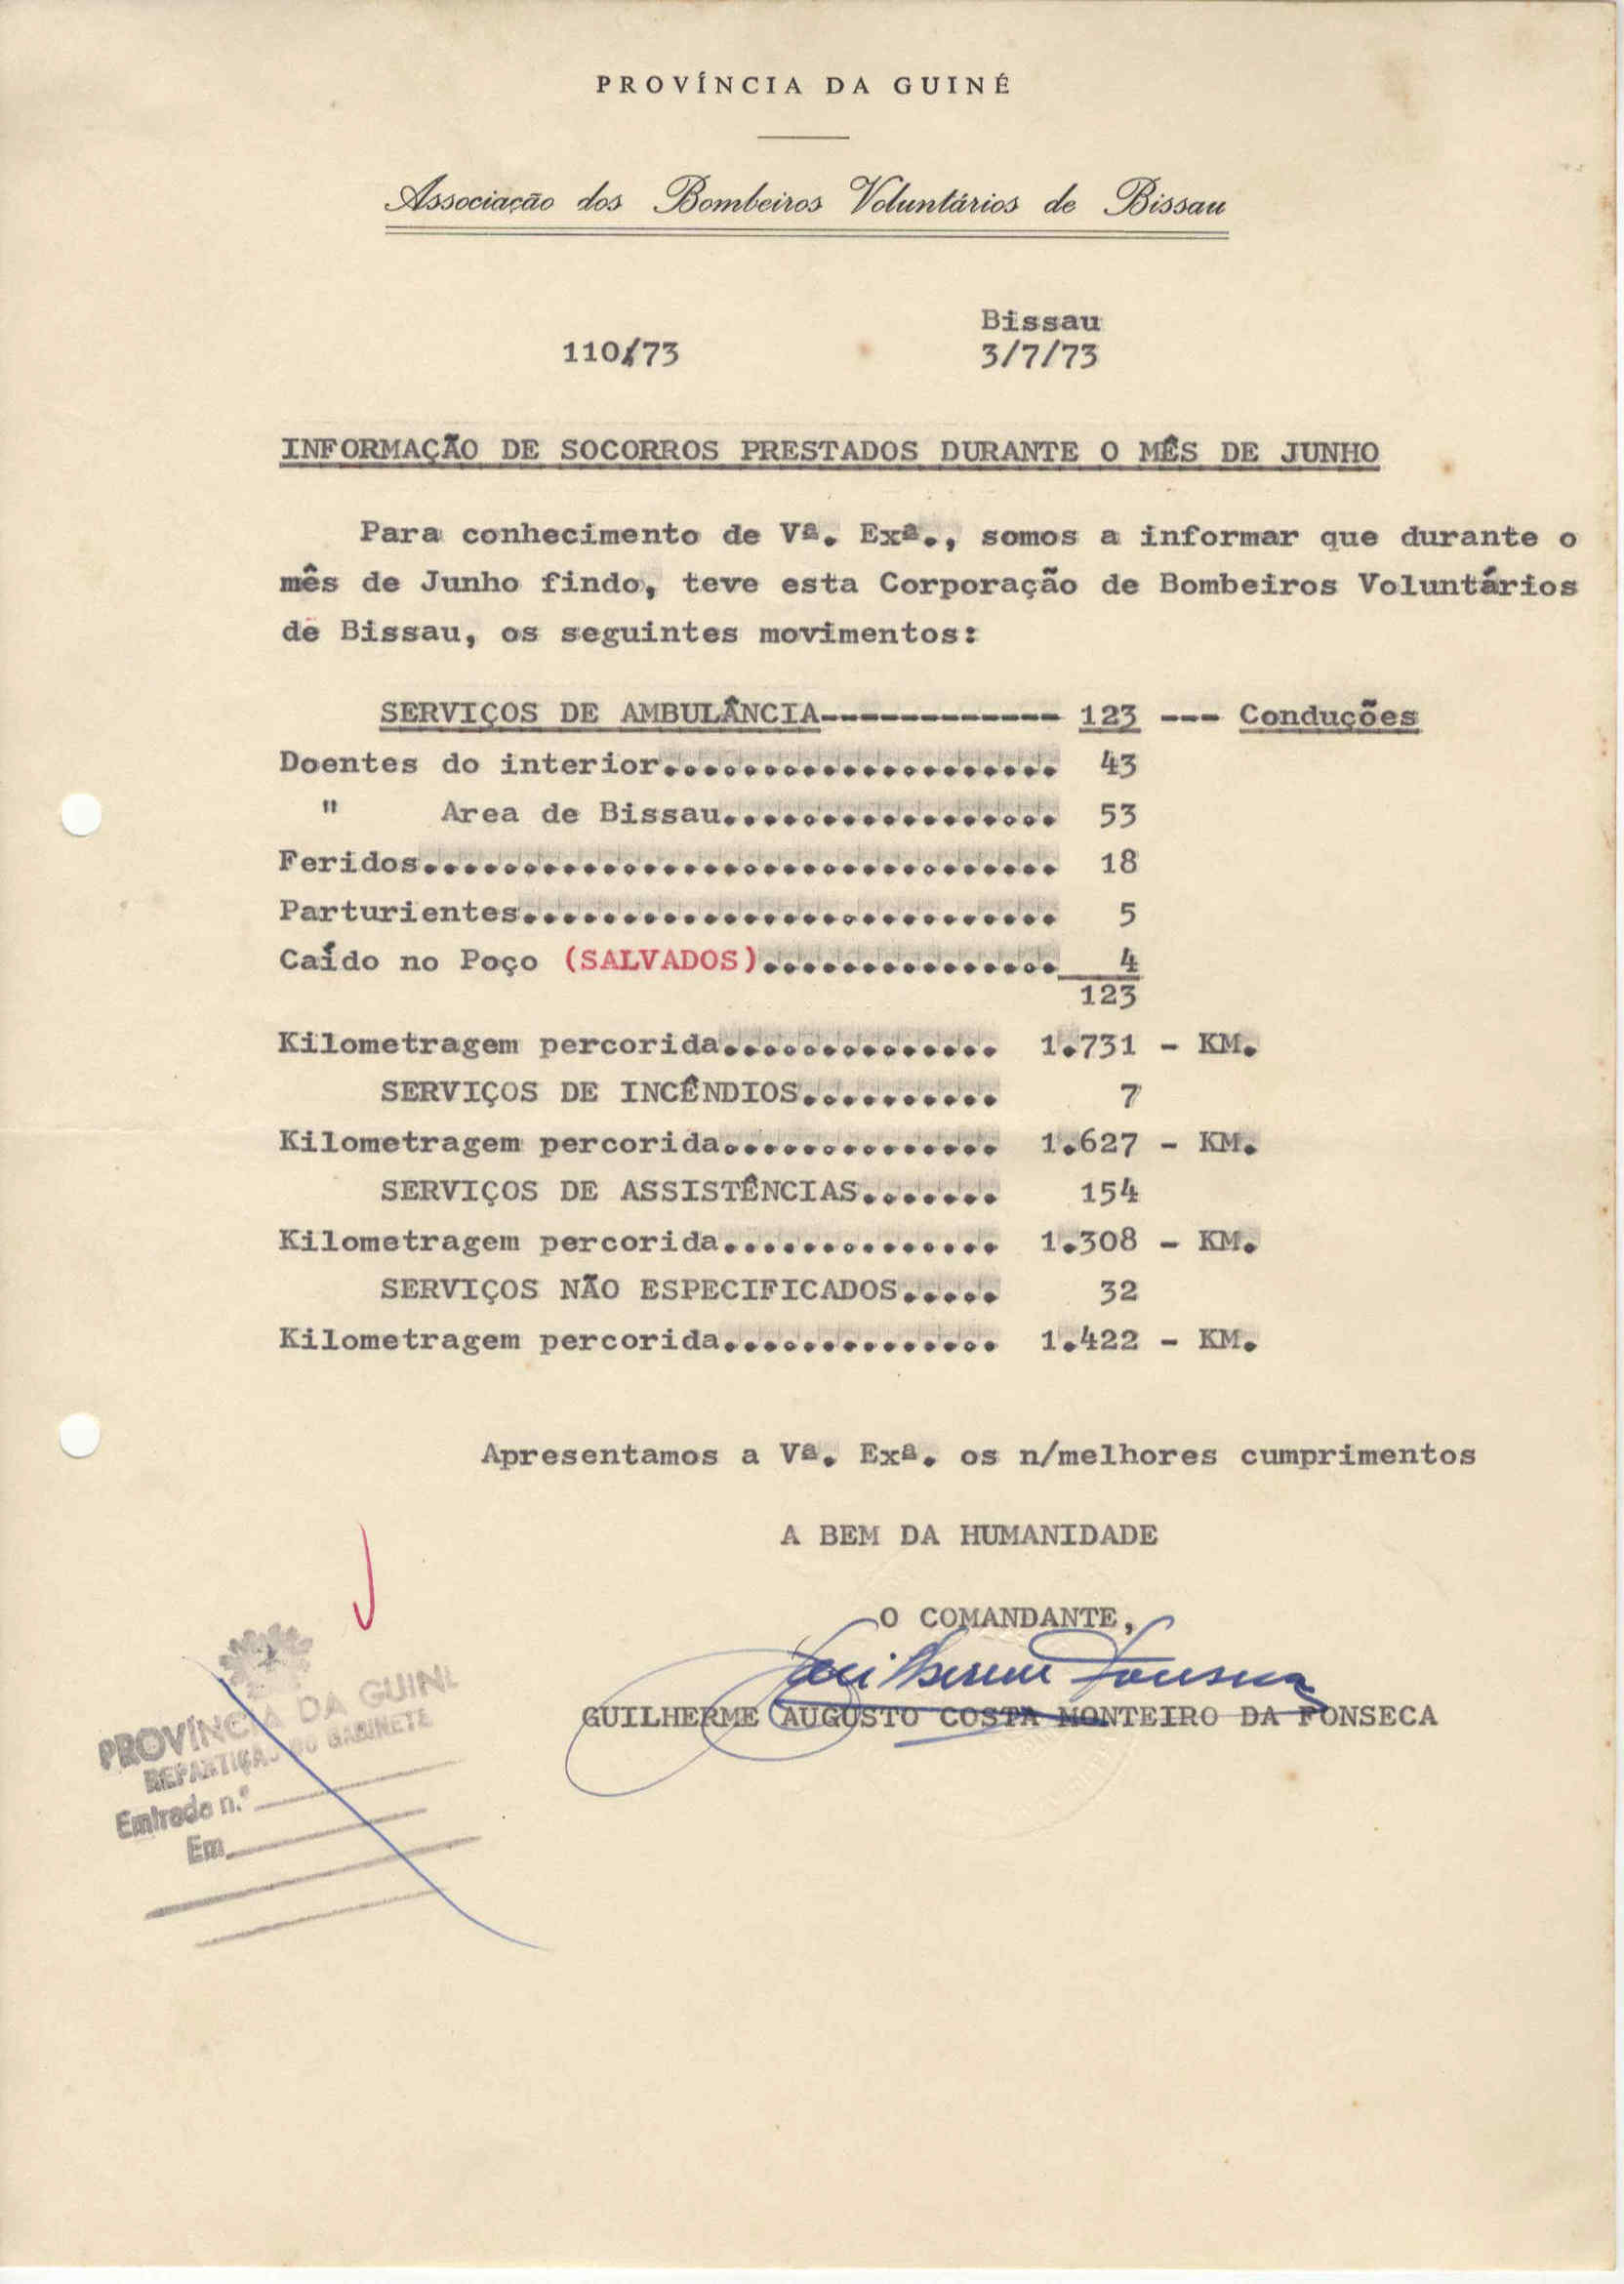 PROVÍNCIA DA GUINÉ
Associação dos Bombeiros Voluntários de Bissau
Bissau
110/73 3/7/73
INFORMAÇÃO DE SOCORROS PRESTADOS DURANTE O MÊS DE JUNHO
Para conhecimento de Vª. Exª., somos a informar que durante o
mês de Junho findo, teve esta Corporação de Bombeiros Voluntários
de Bissau, os seguintes movimentos:
SERVIÇOS DE AMBULÂNCIA------------ 123 --- Conduções
Doentes do interior.................... 43
" Area de Bissau................. 53
Feridos................................ 18
Parturientes........................... 5
Caído no Poço (SALVADOS)............... 4
123
Kilometragem percorida.............. 1.731 - KM.
SERVIÇOS DE INCÊNDIOS.......... 7
Kilometragem percorida.............. 1.627 - KM.
SERVIÇOS DE ASSISTÊNCIAS....... 154
Kilometragem percorida.............. 1.308 - KM.
SERVIÇOS NÃO ESPECIFICADOS..... 32
Kilometragem percorida.............. 1.422 - KM.
Apresentamos a Vª. Exª. os n/melhores cumprimentos
A BEM DA HUMANIDADE
O COMANDANTE,
Guilherme Fonseca
GUILHERME AUGUSTO COSTA MONTEIRO DA FONSECA
PROVÍNCIA DA GUINÉ
REPARTIÇÃO DO GABINETE
Entrada n.º
Em